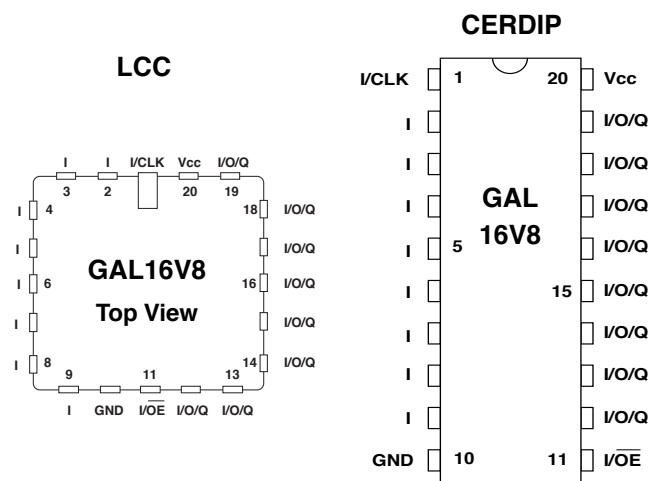 CERDIP
LCC
I/CLK 1 20 Vcc
I I/O/Q
I I/O/Q
I GAL I/O/Q
16V8
I 5 I/O/Q
I 15 I/O/Q
I I/O/Q
I I/O/Q
I I/O/Q
GND 10 11 I/OE
I I I/CLK Vcc I/O/Q
3 2 20 19
I 4 18 I/O/Q
I I/O/Q
GAL16V8
I 6 16 I/O/Q
Top View
I I/O/Q
I 8 14 I/O/Q
9 11 13
I GND I/OE I/O/Q I/O/Q